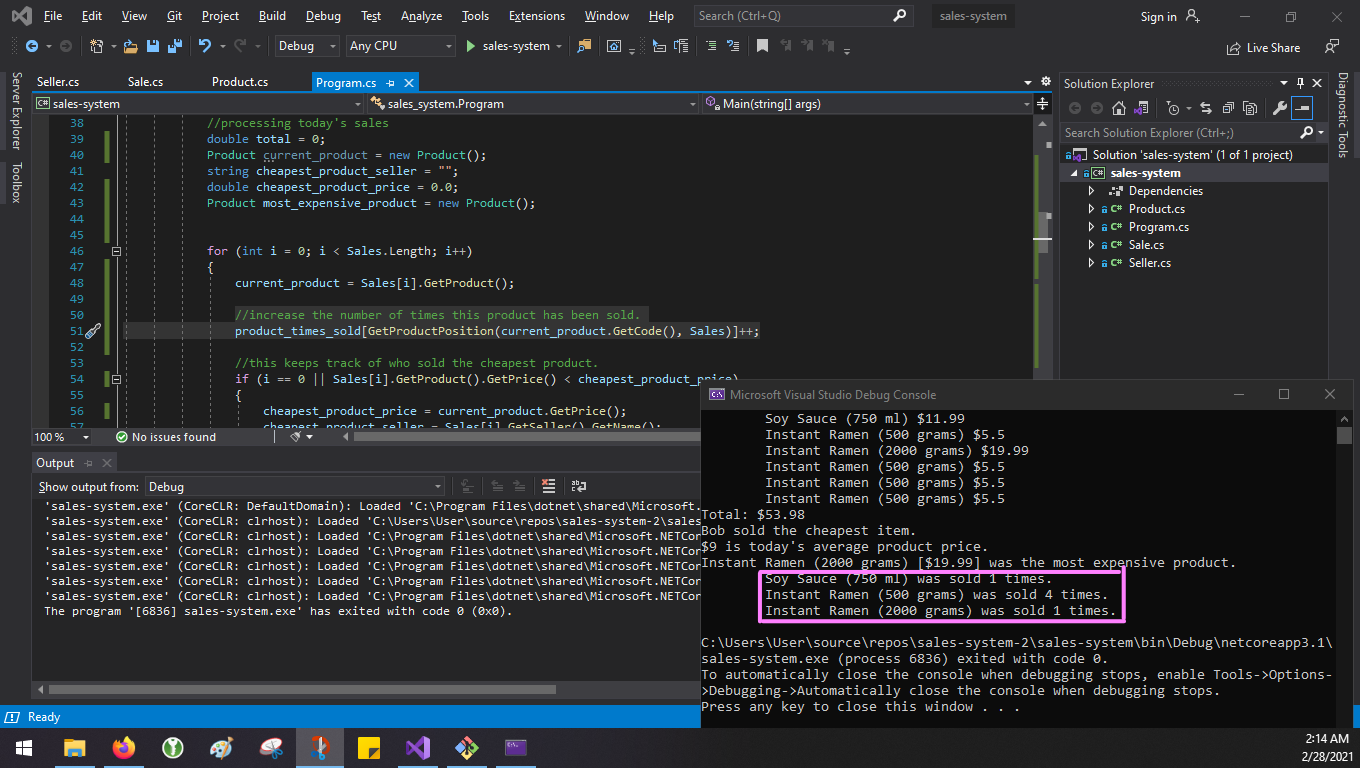 File Edit View Git Project Build Debug Test Analyze Tools Extensions Window Help Search (Ctrl+Q) sales-system Sign in
Debug Any CPU sales-system Live Share
Server Explorer
Toolbox
Seller.cs Sale.cs Product.cs Program.cs
sales-system sales_system.Program Main(string[] args)
38 //processing today's sales
39 double total = 0;
40 Product current_product = new Product();
41 string cheapest_product_seller = "";
42 double cheapest_product_price = 0.0;
43 Product most_expensive_product = new Product();
44
45
46 for (int i = 0; i < Sales.Length; i++)
47 {
48 current_product = Sales[i].GetProduct();
49
50 //increase the number of times this product has been sold.
51 product_times_sold[GetProductPosition(current_product.GetCode(), Sales)]++;
52
53 //this keeps track of who sold the cheapest product.
54 if (i == 0 || Sales[i].GetProduct().GetPrice() < cheapest_product_price)
55 {
56 cheapest_product_price = current_product.GetPrice();
57 cheapest_product_seller = Sales[i].GetSeller().GetName();
100 % No issues found
Output
Show output from: Debug
'sales-system.exe' (CoreCLR: DefaultDomain): Loaded 'C:\Program Files\dotnet\shared\Microsoft.
'sales-system.exe' (CoreCLR: clrhost): Loaded 'C:\Users\User\source\repos\sales-system-2\sales
'sales-system.exe' (CoreCLR: clrhost): Loaded 'C:\Program Files\dotnet\shared\Microsoft.NETCor
'sales-system.exe' (CoreCLR: clrhost): Loaded 'C:\Program Files\dotnet\shared\Microsoft.NETCor
'sales-system.exe' (CoreCLR: clrhost): Loaded 'C:\Program Files\dotnet\shared\Microsoft.NETCor
'sales-system.exe' (CoreCLR: clrhost): Loaded 'C:\Program Files\dotnet\shared\Microsoft.NETCor
'sales-system.exe' (CoreCLR: clrhost): Loaded 'C:\Program Files\dotnet\shared\Microsoft.NETCor
The program '[6836] sales-system.exe' has exited with code 0 (0x0).
Solution Explorer
Search Solution Explorer (Ctrl+;)
Solution 'sales-system' (1 of 1 project)
C# sales-system
Dependencies
C# Product.cs
C# Program.cs
C# Sale.cs
C# Seller.cs
Diagnostic Tools
Microsoft Visual Studio Debug Console
Soy Sauce (750 ml) $11.99
Instant Ramen (500 grams) $5.5
Instant Ramen (2000 grams) $19.99
Instant Ramen (500 grams) $5.5
Instant Ramen (500 grams) $5.5
Instant Ramen (500 grams) $5.5
Total: $53.98
Bob sold the cheapest item.
$9 is today's average product price.
Instant Ramen (2000 grams) [$19.99] was the most expensive product.
Soy Sauce (750 ml) was sold 1 times.
Instant Ramen (500 grams) was sold 4 times.
Instant Ramen (2000 grams) was sold 1 times.
C:\Users\User\source\repos\sales-system-2\sales-system\bin\Debug\netcoreapp3.1\
sales-system.exe (process 6836) exited with code 0.
To automatically close the console when debugging stops, enable Tools->Options-
>Debugging->Automatically close the console when debugging stops.
Press any key to close this window . . .
Ready
2:14 AM
2/28/2021